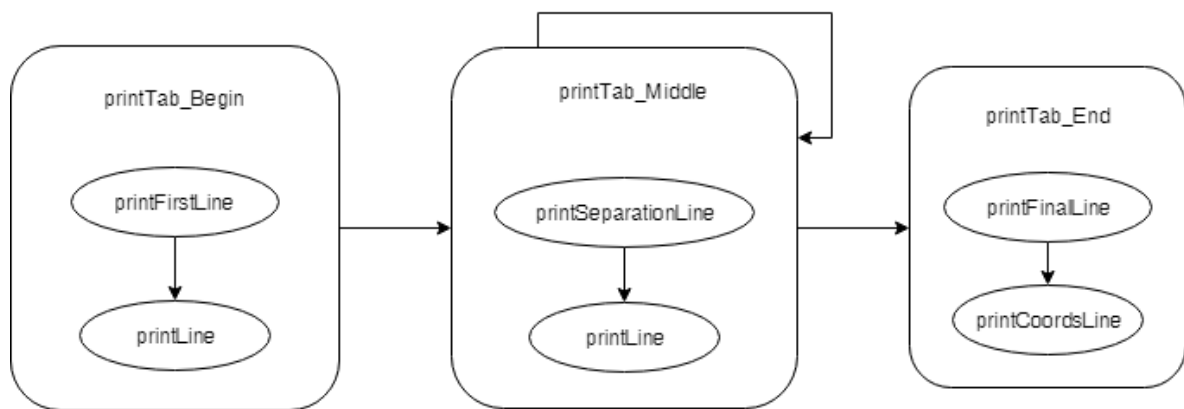 printTab_Begin
printFirstLine
printLine
printTab_Middle
printSeparationLine
printLine
printTab_End
printFinalLine
printCoordsLine